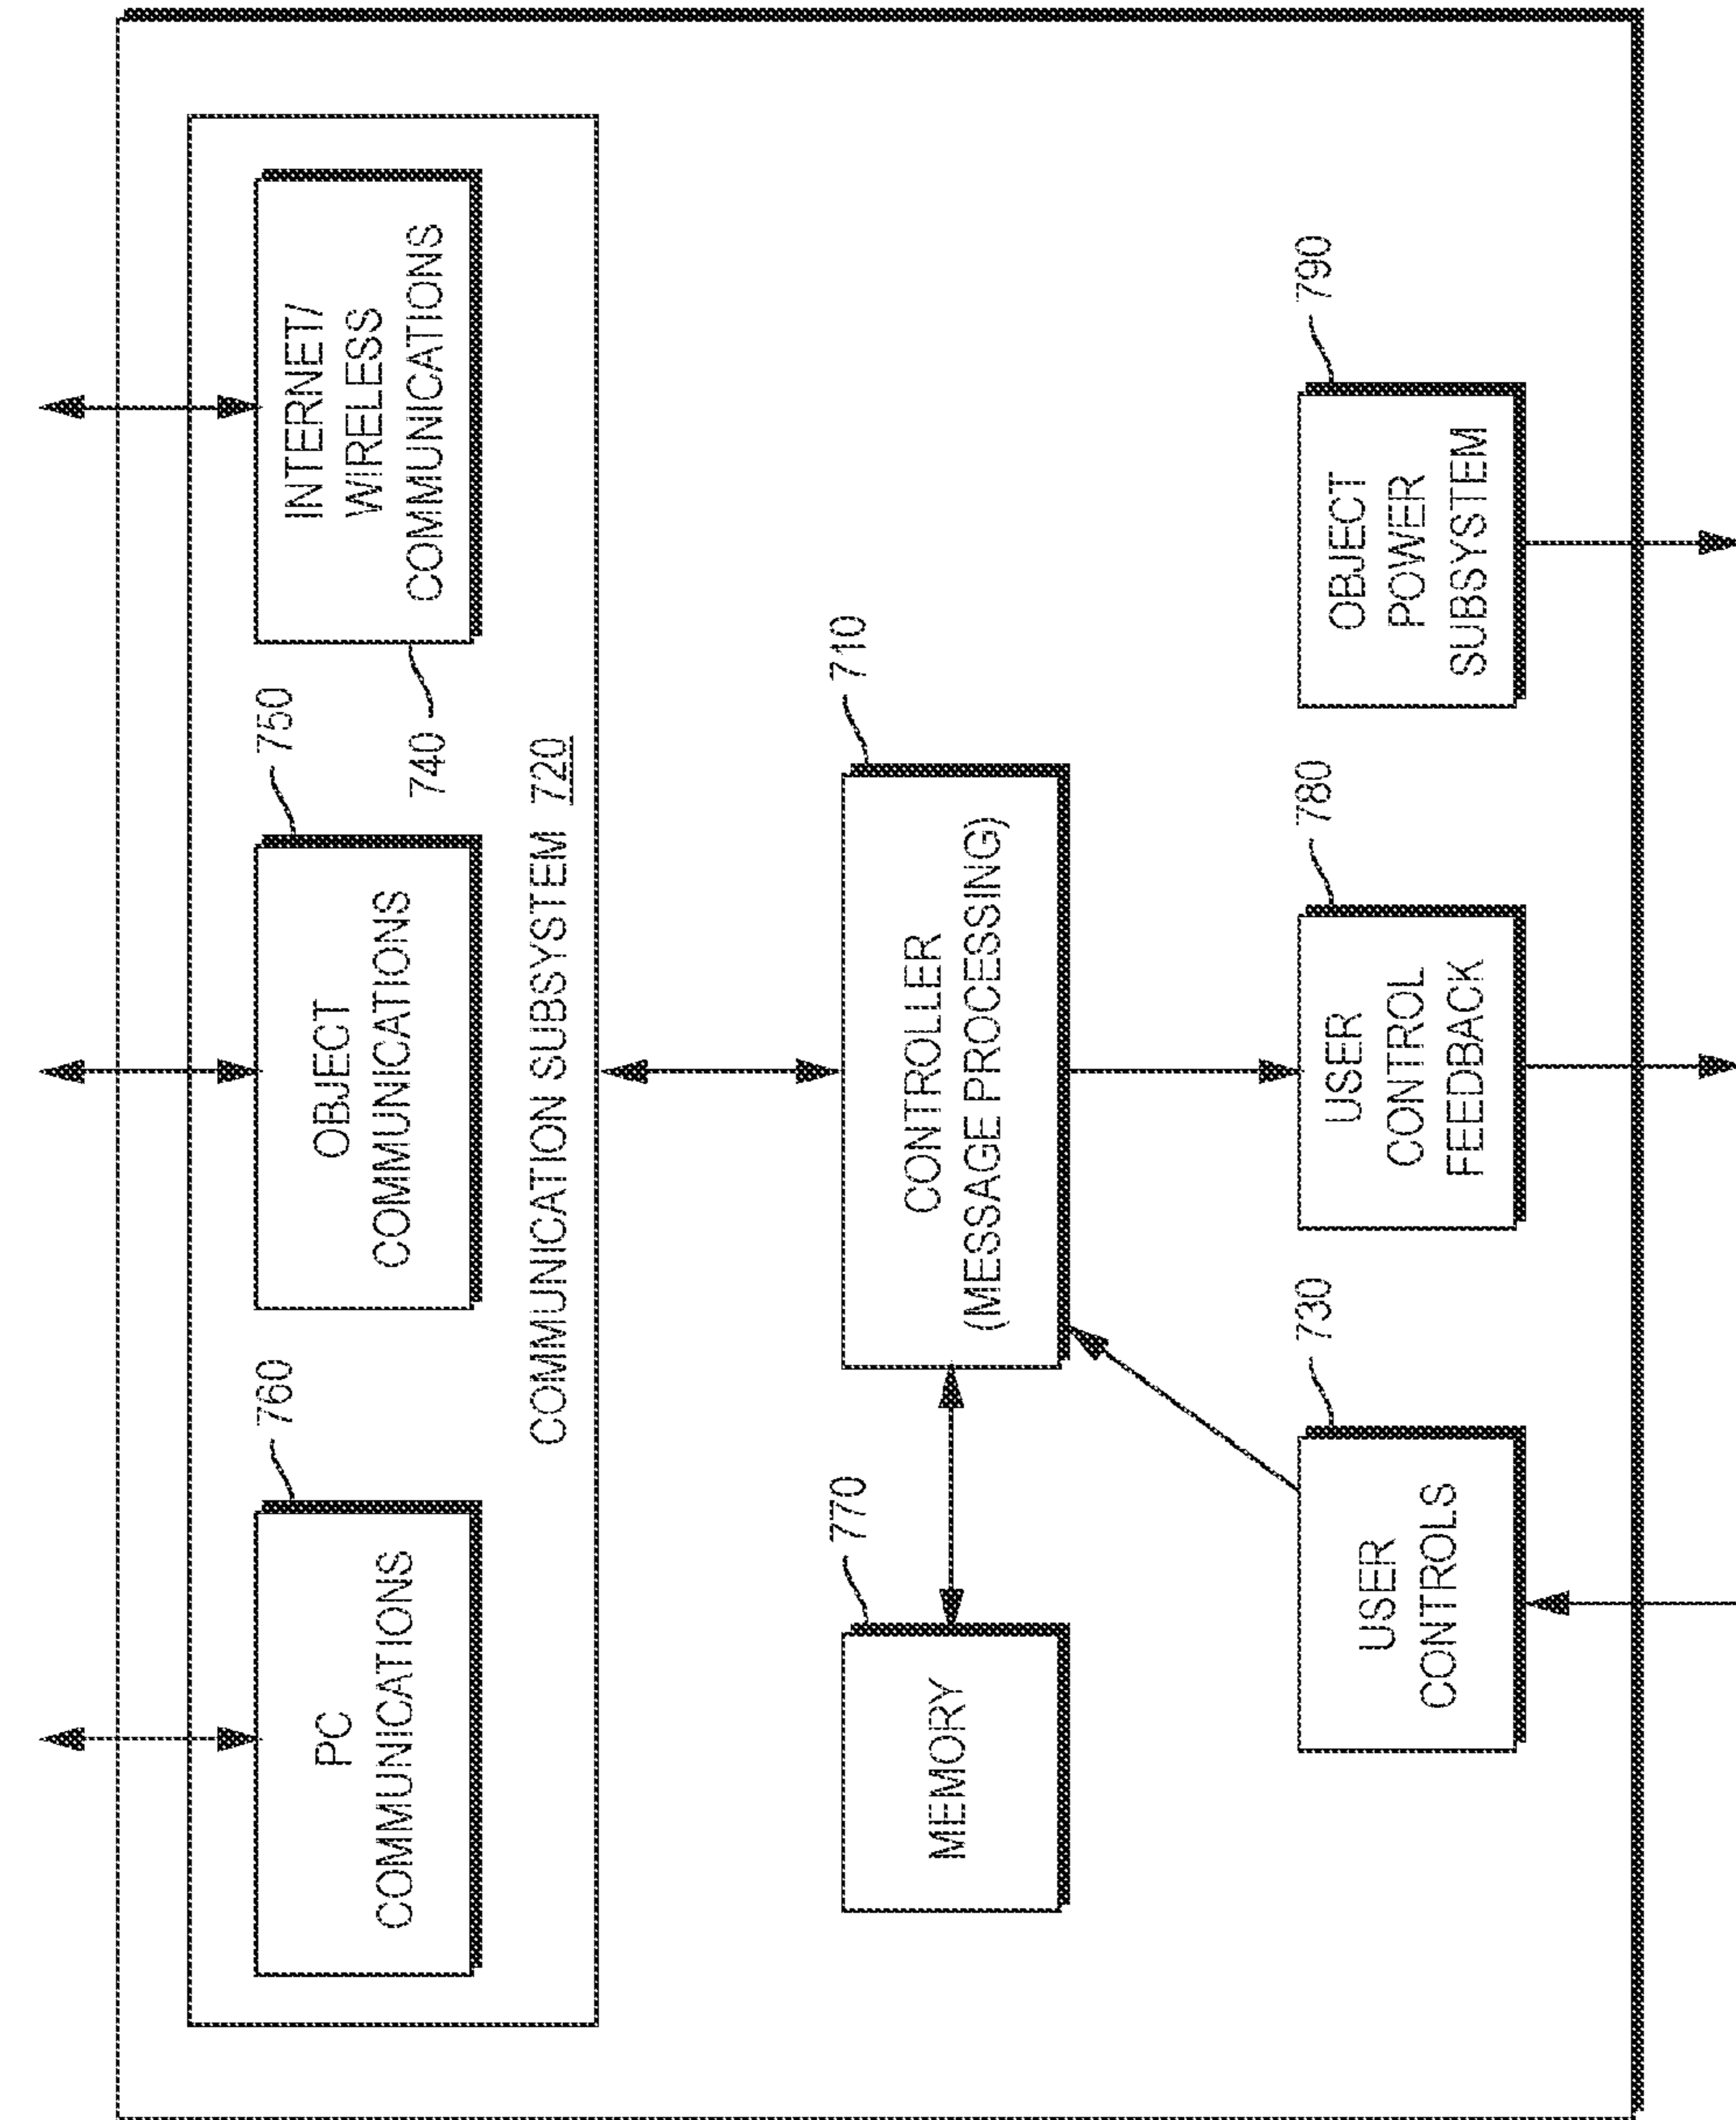 760
PC
COMMUNICATIONS
750
OBJECT
COMMUNICATIONS
INTERNET/
WIRELESS
COMMUNICATIONS
740
COMMUNICATION SUBSYSTEM 720
770
MEMORY
710
CONTROLLER
(MESSAGE PROCESSING)
730
USER
CONTROLS
780
USER
CONTROL
FEEDBACK
790
OBJECT
POWER
SUBSYSTEM